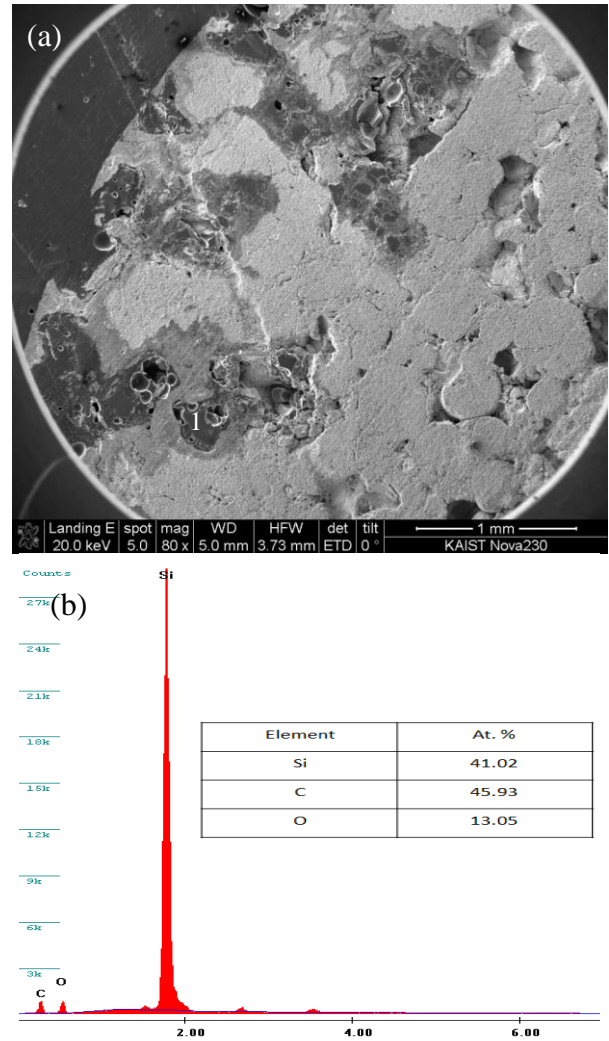 (a)
1
Landing E spot mag WD HFW det tilt 1 mm
20.0 keV 5.0 80 x 5.0 mm 3.73 mm ETD 0° KAIST Nova230
Counts
Si
(b)
27k
24k
21k
18k
15k
12k
9k
6k
3k
Element At. %
Si 41.02
C 45.93
O 13.05
C
O
2.00 4.00 6.00